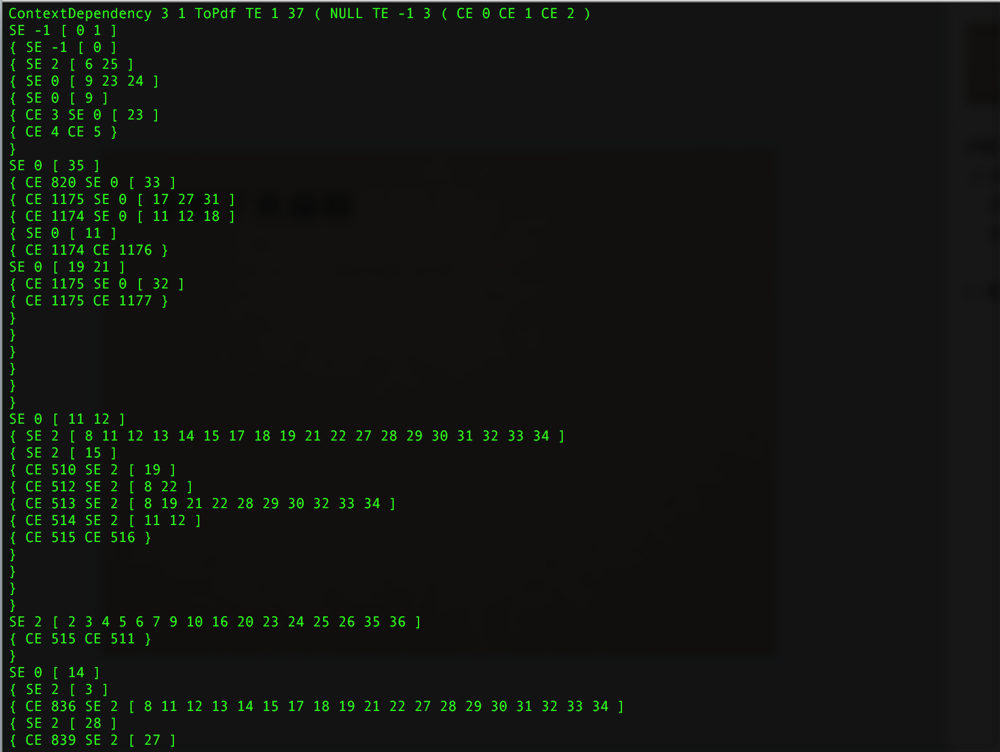 ContextDependency 3 1 ToPdf TE 1 37 ( NULL TE -1 3 ( CE 0 CE 1 CE 2 )
SE -1 [ 0 1 ]
{ SE -1 [ 0 ]
{ SE 2 [ 6 25 ]
{ SE 0 [ 9 23 24 ]
{ SE 0 [ 9 ]
{ CE 3 SE 0 [ 23 ]
{ CE 4 CE 5 }
}
SE 0 [ 35 ]
{ CE 820 SE 0 [ 33 ]
{ CE 1175 SE 0 [ 17 27 31 ]
{ CE 1174 SE 0 [ 11 12 18 ]
{ SE 0 [ 11 ]
{ CE 1174 CE 1176 }
SE 0 [ 19 21 ]
{ CE 1175 SE 0 [ 32 ]
{ CE 1175 CE 1177 }
}
}
}
}
}
}
SE 0 [ 11 12 ]
{ SE 2 [ 8 11 12 13 14 15 17 18 19 21 22 27 28 29 30 31 32 33 34 ]
{ SE 2 [ 15 ]
{ CE 510 SE 2 [ 19 ]
{ CE 512 SE 2 [ 8 22 ]
{ CE 513 SE 2 [ 8 19 21 22 28 29 30 32 33 34 ]
{ CE 514 SE 2 [ 11 12 ]
{ CE 515 CE 516 }
}
}
}
}
SE 2 [ 2 3 4 5 6 7 9 10 16 20 23 24 25 26 35 36 ]
{ CE 515 CE 511 }
}
SE 0 [ 14 ]
{ SE 2 [ 3 ]
{ CE 836 SE 2 [ 8 11 12 13 14 15 17 18 19 21 22 27 28 29 30 31 32 33 34 ]
{ SE 2 [ 28 ]
{ CE 839 SE 2 [ 27 ]